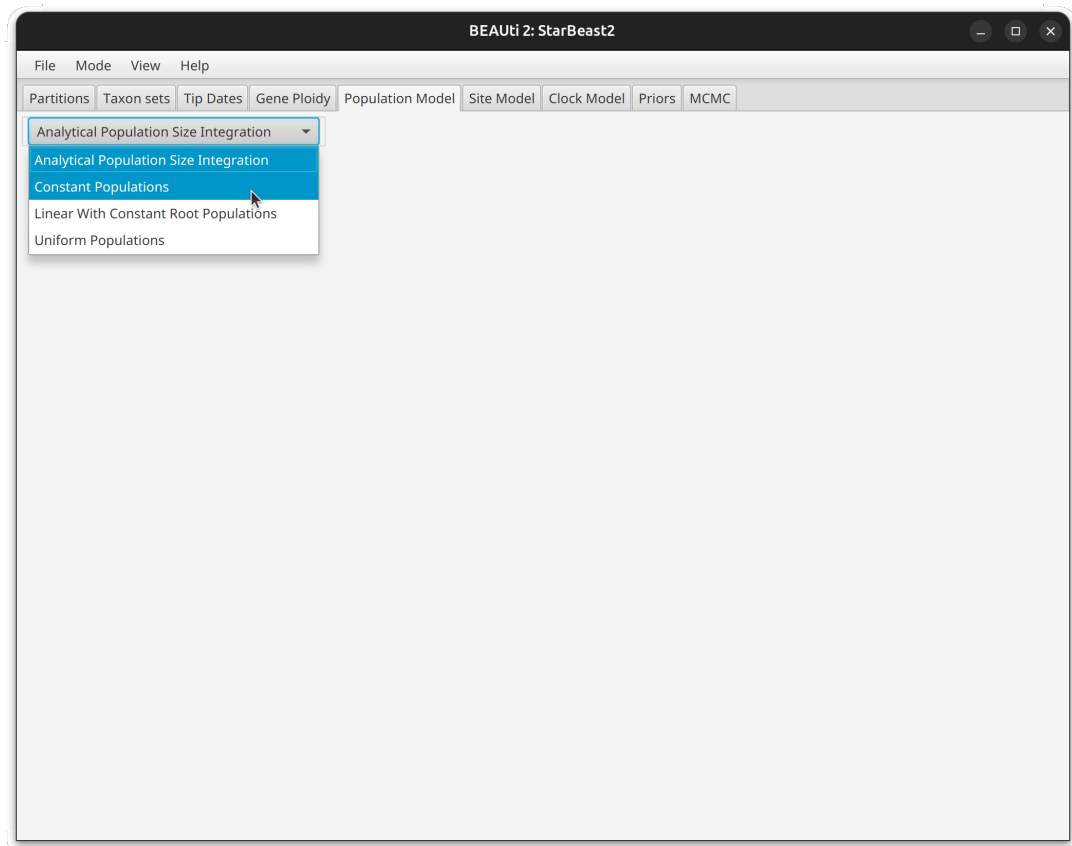 BEAUti 2: StarBeast2
File Mode View Help
Partitions Taxon sets Tip Dates Gene Ploidy Population Model Site Model Clock Model Priors MCMC
Analytical Population Size Integration
Analytical Population Size Integration
Constant Populations
Linear With Constant Root Populations
Uniform Populations